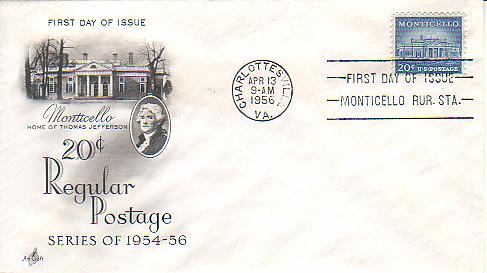 FIRST DAY OF ISSUE
Monticello
HOME OF THOMAS JEFFERSON
20¢
Regular
Postage
SERIES OF 1954-56
ArtCraft
CHARLOTTESVILLE
APR 13
9-AM
1956
VA.
MONTICELLO
20¢ U·S·POSTAGE
FIRST DAY OF ISSUE
MONTICELLO RUR. STA.